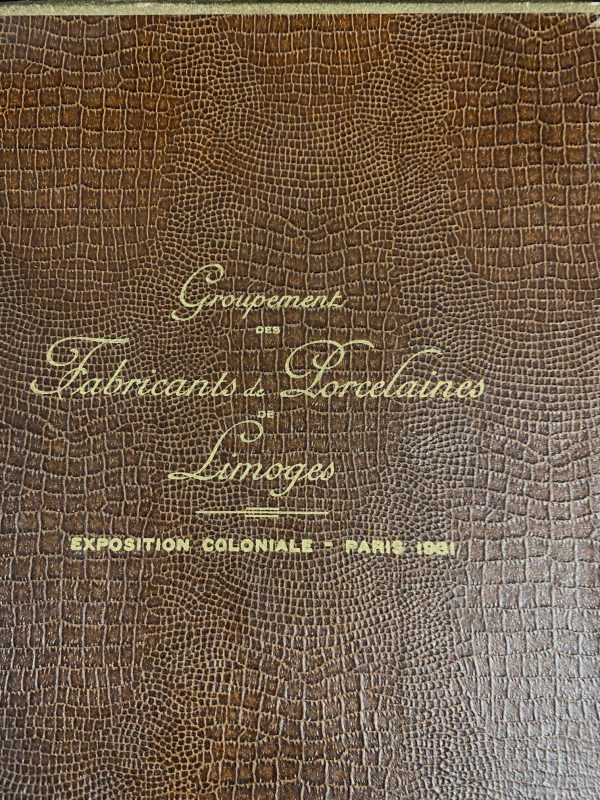 Groupement
DES
Fabricants de Porcelaines
DE
Limoges
EXPOSITION COLONIALE - PARIS 1931